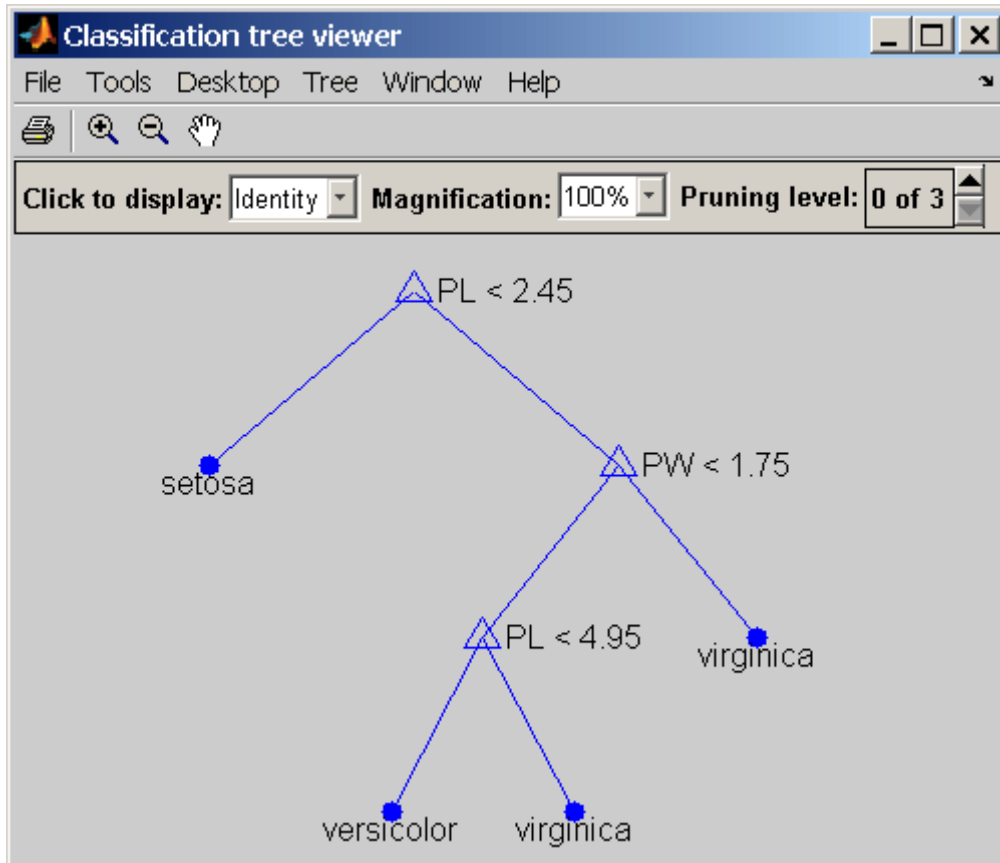 Classification tree viewer
File Tools Desktop Tree Window Help
Click to display: Identity Magnification: 100% Pruning level: 0 of 3
PL < 2.45
setosa
PW < 1.75
PL < 4.95
virginica
versicolor virginica